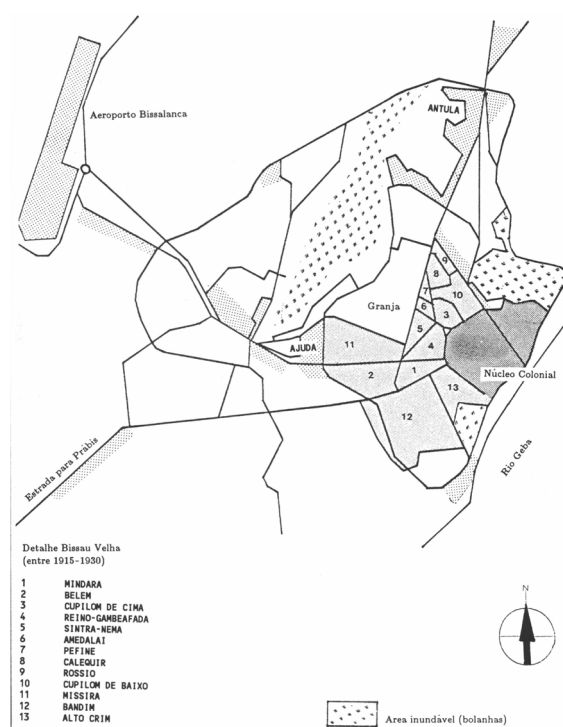 Aeroporto Bissalanca
ANTULA
9
8
7
10
6
3
Granja
5
4
AJUDA
11
2
1
13
Núcleo Colonial
12
Rio Geba
Estrada para Prábis
Detalhe Bissau Velha
(entre 1915-1930)
1 MINDARA
2 BELEM
3 CUPILOM DE CIMA
4 REINO-GAMBEAFADA
5 SINTRA-NEMA
6 AMEDALAI
7 PEFINE
8 CALEQUIR
9 ROSSIO
10 CUPILOM DE BAIXO
11 MISSIRA
12 BANDIM
13 ALTO CRIM
N
Area inundável (bolanhas)